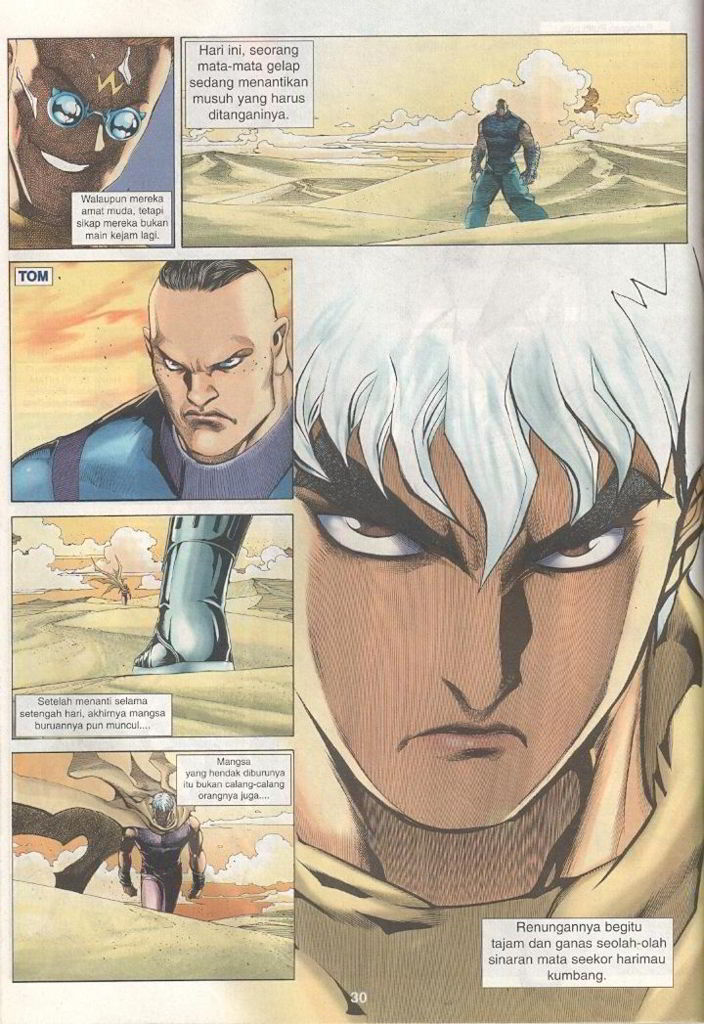 Walaupun mereka
amat muda, tetapi
sikap mereka bukan
main kejam lagi.
Hari ini, seorang
mata-mata gelap
sedang menantikan
musuh yang harus
ditanganinya.
TOM
Setelah menanti selama
setengah hari, akhirnya mangsa
buruannya pun muncul....
Mangsa
yang hendak diburunya
itu bukan calang-calang
orangnya juga....
Renungannya begitu
tajam dan ganas seolah-olah
sinaran mata seekor harimau
kumbang.
30